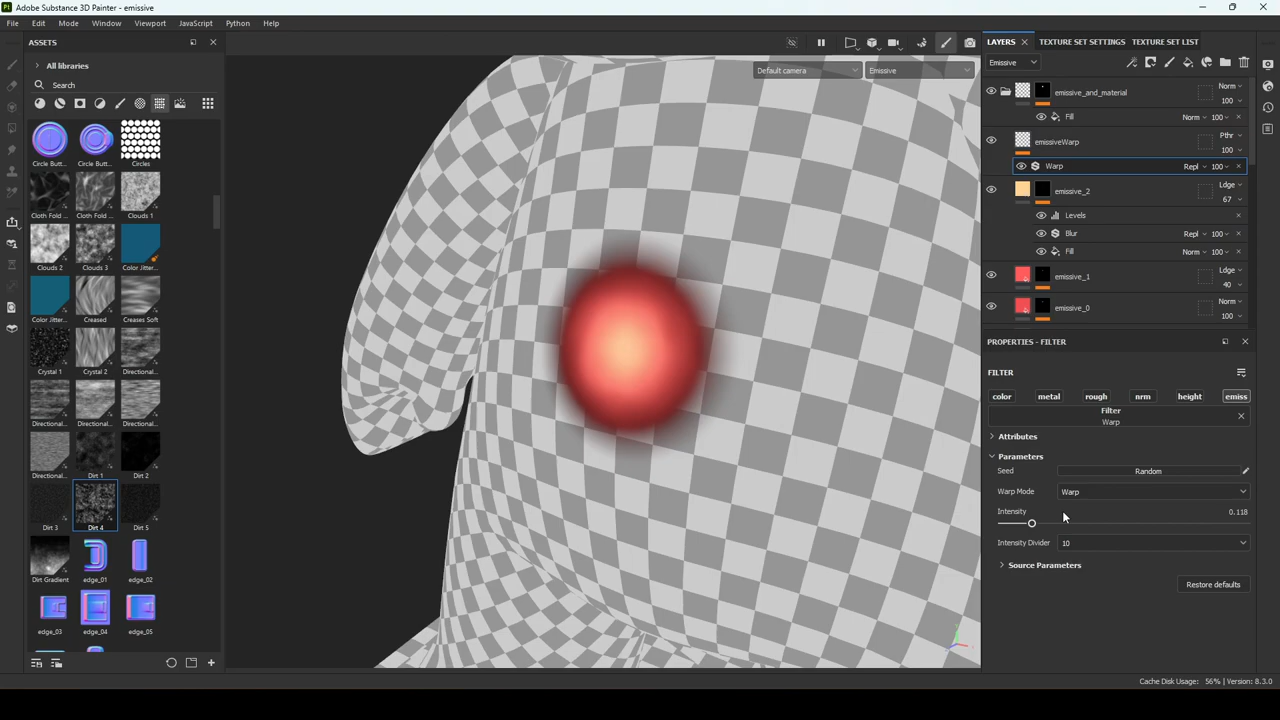 Adobe Substance 3D Painter - emissive
File Edit Mode Window Viewport JavaScript Python Help
ASSETS
All libraries
Search
Circle Butt... Circle Butt... Circles
Cloth Fold ... Cloth Fold ... Clouds 1
Clouds 2 Clouds 3 Color Jitter...
Color Jitter... Creased Creases Soft
Crystal 1 Crystal 2 Directional...
Directional... Directional... Directional...
Directional... Dirt 1 Dirt 2
Dirt 3 Dirt 4 Dirt 5
Dirt Gradient edge_01 edge_02
edge_03 edge_04 edge_05
Default camera Emissive
LAYERS TEXTURE SET SETTINGS TEXTURE SET LIST
Emissive
emissive_and_material Norm 100
Fill Norm 100
emissiveWarp Pthr 100
Warp Repl 100
emissive_2 Ldge 67
Levels
Blur Repl 100
Fill Norm 100
emissive_1 Ldge 40
emissive_0 Norm 100
PROPERTIES - FILTER
FILTER
color metal rough nrm height emiss
Filter
Warp
Attributes
Parameters
Seed Random
Warp Mode Warp
Intensity 0.118
Intensity Divider 10
Source Parameters
Restore defaults
Cache Disk Usage: 56% | Version: 8.3.0